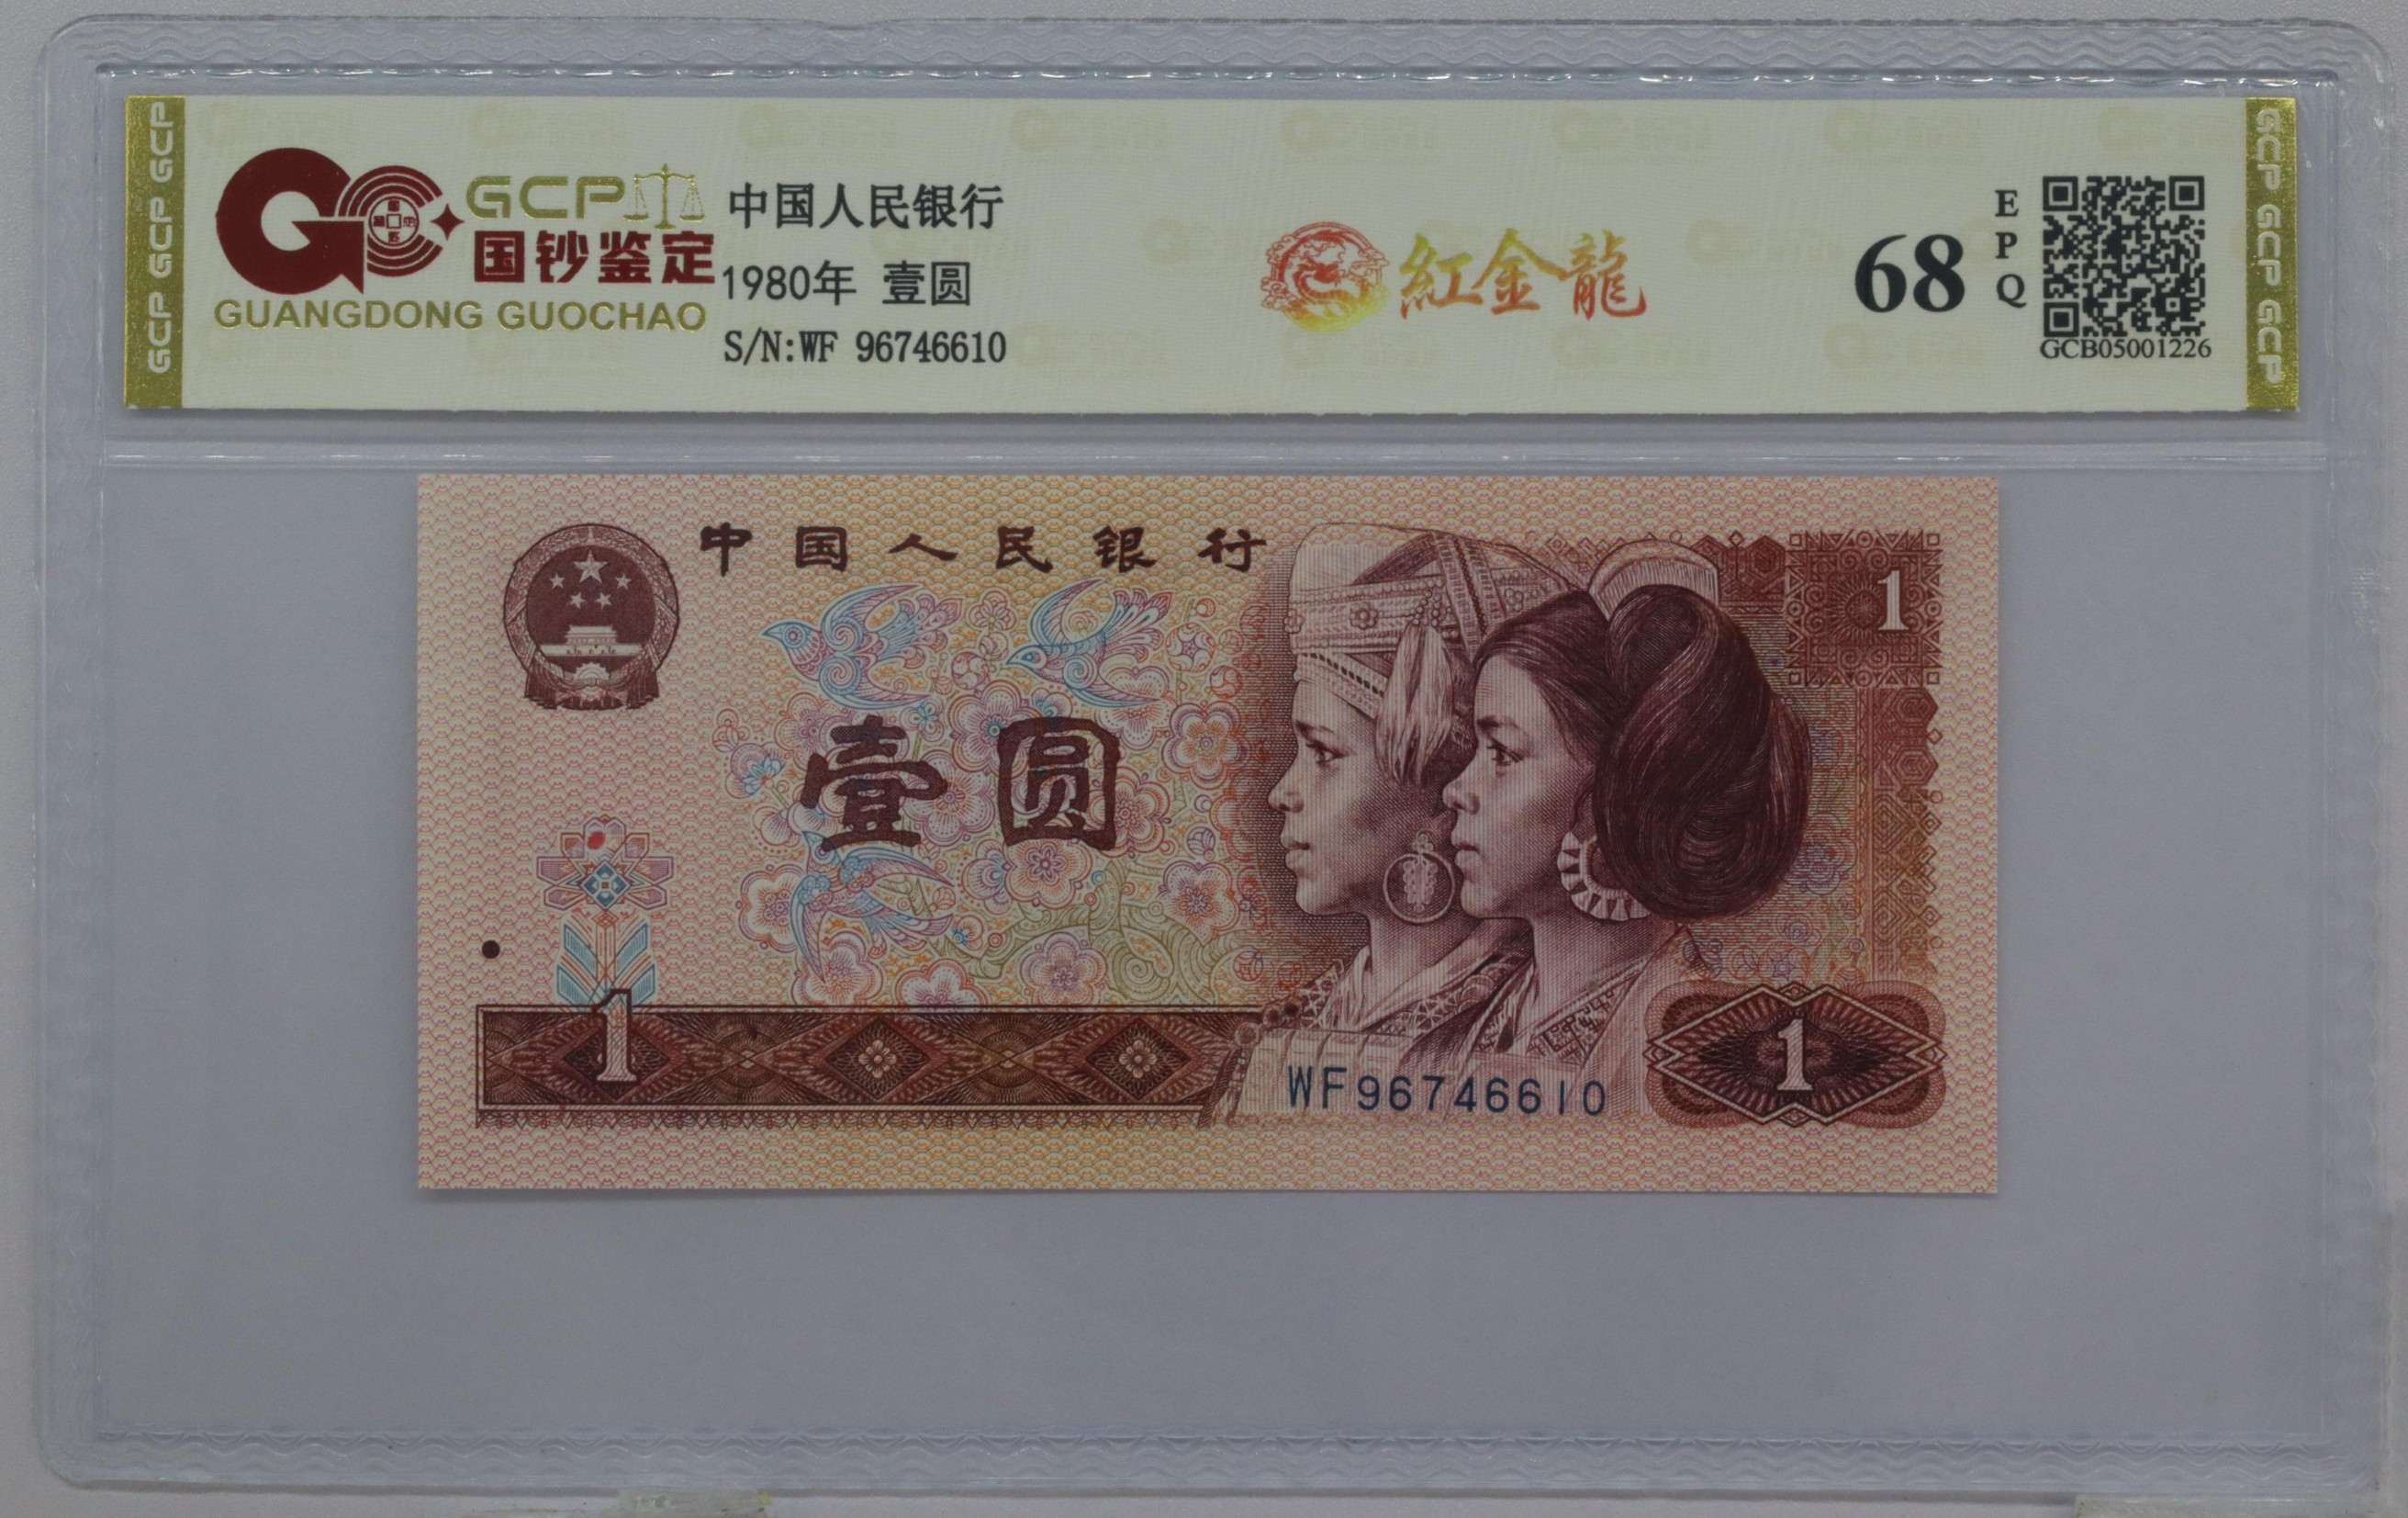 GCP GCP GCP
GCP
国钞鉴定
GUANGDONG GUOCHAO
中国人民银行
1980年 壹圆
S/N:WF 96746610
紅金龍
68
EPQ
GCB05001226
GCP GCP GCP
中国人民银行
1
壹圆
1
WF96746610
1